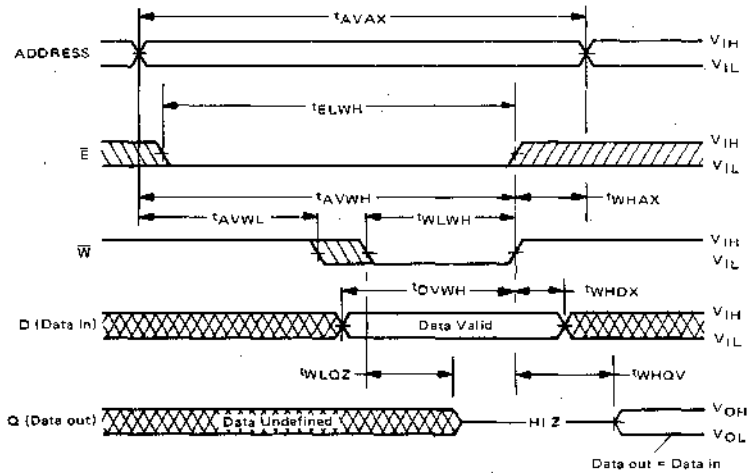 tAVAX
ADDRESS
VIH
VIL
tELWH
E
VIH
VIL
tAVWH
tWHAX
tAVWL
tWLWH
W
VIH
VIL
tDVWH
tWHDX
D (Data In)
Data Valid
VIH
VIL
tWLQZ
tWHQV
Q (Data out)
Data Undefined
HI Z
VOH
VOL
Data out = Data in